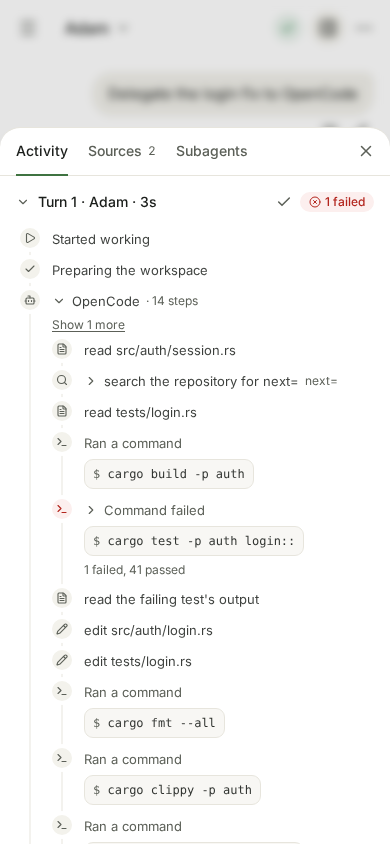 Adam
Delegate the login fix to OpenCode
Activity
Sources 2
Subagents
Turn 1 · Adam · 3s
1 failed
Started working
Preparing the workspace
OpenCode · 14 steps
Show 1 more
read src/auth/session.rs
search the repository for next= next=
read tests/login.rs
Ran a command
$ cargo build -p auth
Command failed
$ cargo test -p auth login::
1 failed, 41 passed
read the failing test's output
edit src/auth/login.rs
edit tests/login.rs
Ran a command
$ cargo fmt --all
Ran a command
$ cargo clippy -p auth
Ran a command